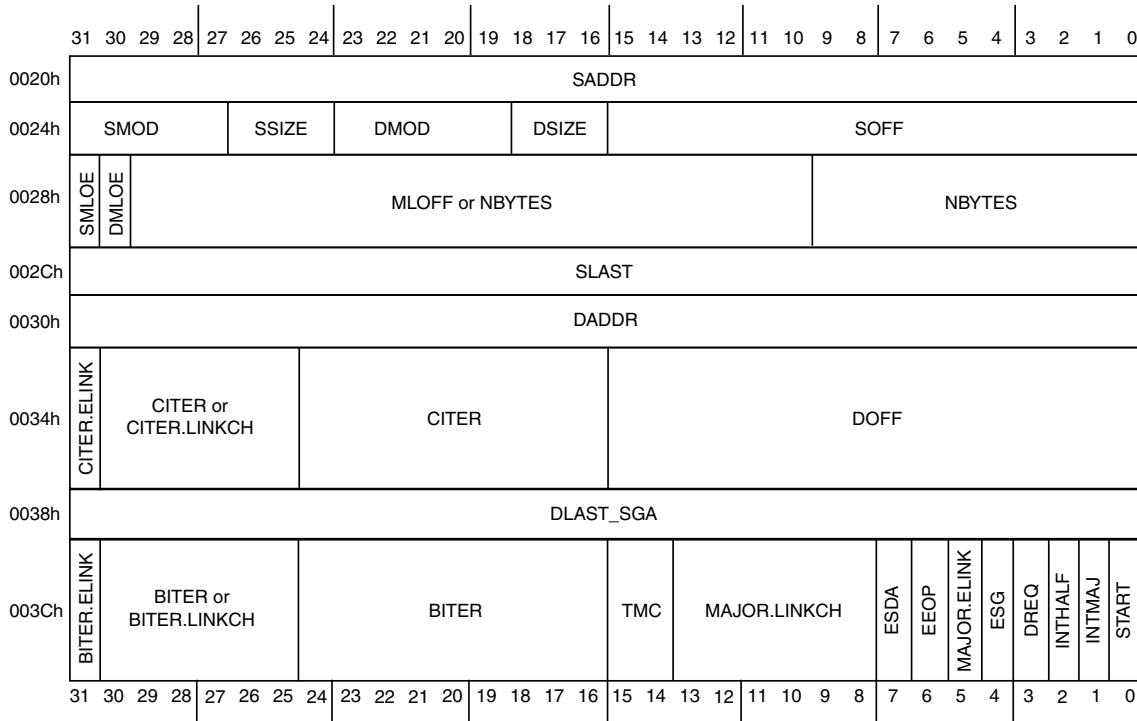 31 30 29 28 27 26 25 24 23 22 21 20 19 18 17 16 15 14 13 12 11 10 9 8 7 6 5 4 3 2 1 0
0020h SADDR
0024h SMOD SSIZE DMOD DSIZE SOFF
0028h SMLOE DMLOE MLOFF or NBYTES NBYTES
002Ch SLAST
0030h DADDR
0034h CITER.ELINK CITER or
CITER.LINKCH CITER DOFF
0038h DLAST_SGA
003Ch BITER.ELINK BITER or
BITER.LINKCH BITER TMC MAJOR.LINKCH ESDA EEOP MAJOR.ELINK ESG DREQ INTHALF INTMAJ START
31 30 29 28 27 26 25 24 23 22 21 20 19 18 17 16 15 14 13 12 11 10 9 8 7 6 5 4 3 2 1 0